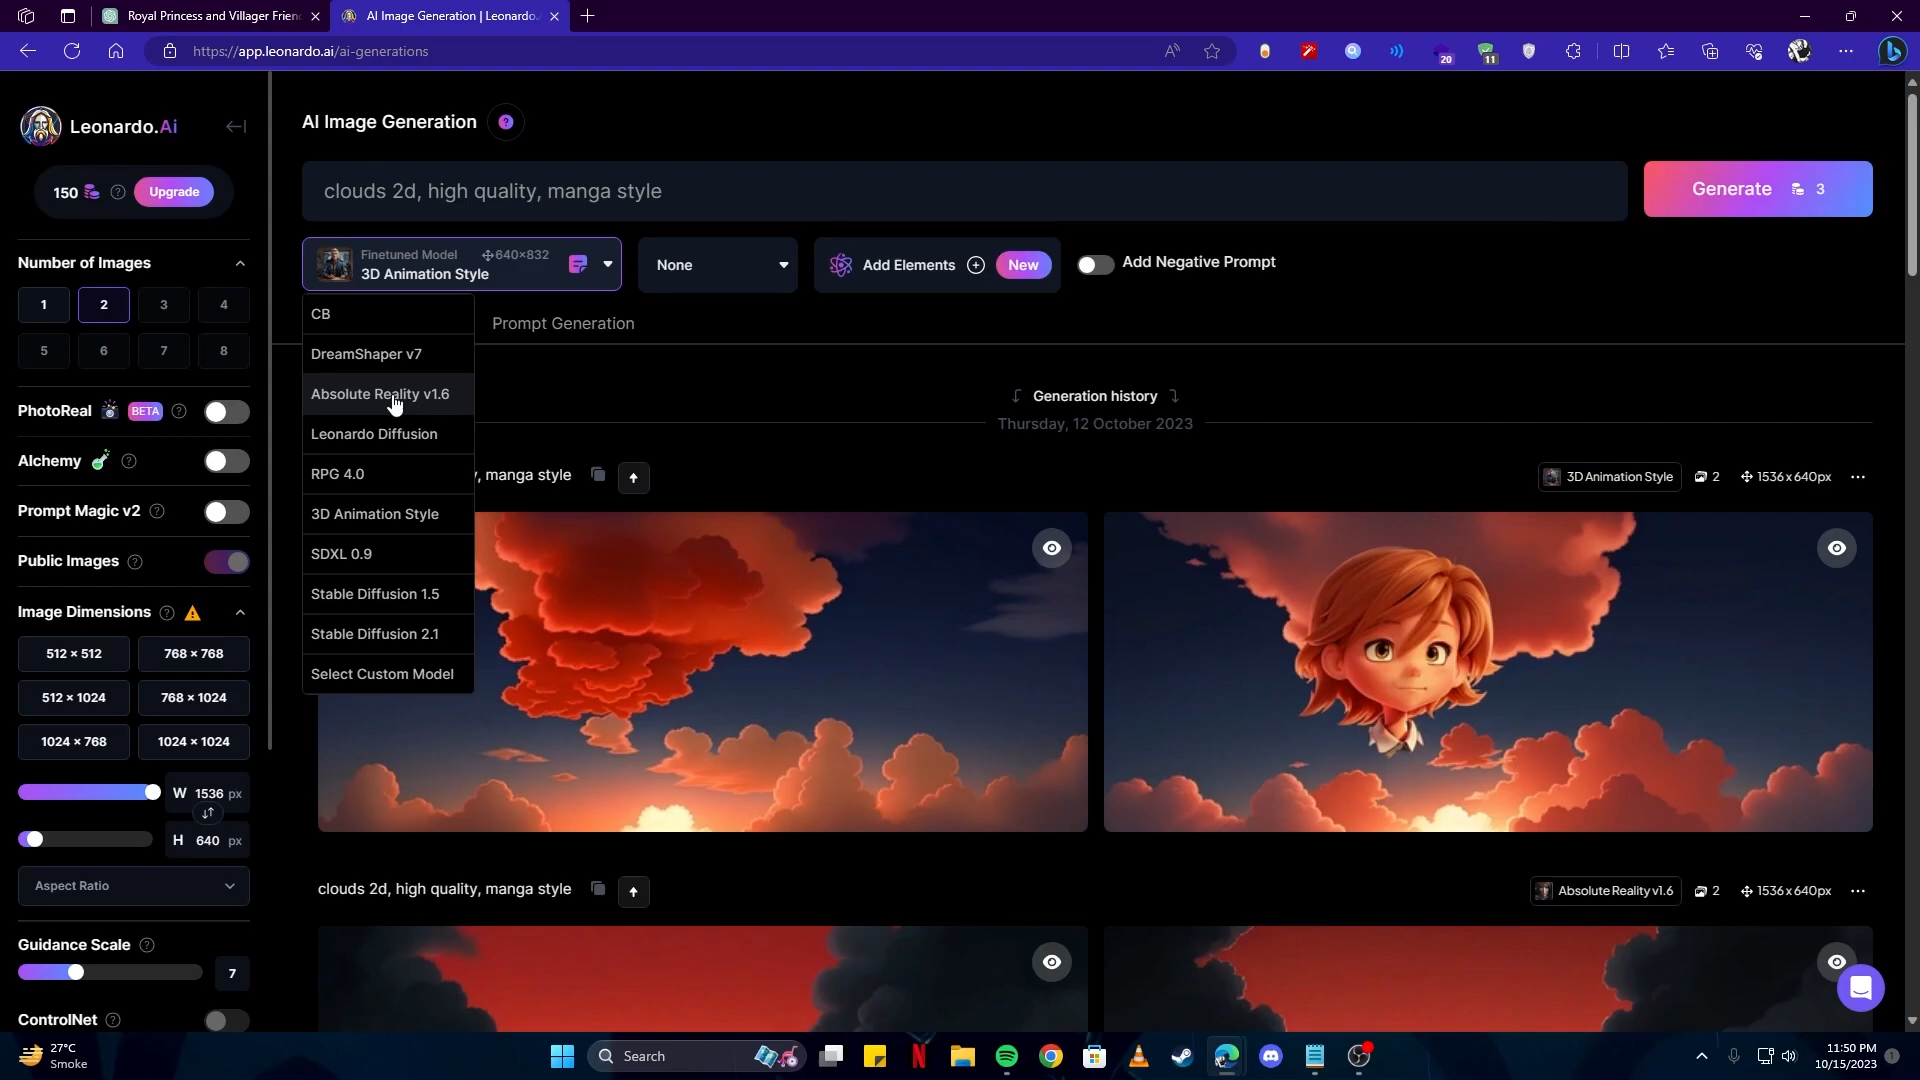 Royal Princess and Villager Frien
AI Image Generation | Leonardo.
https://app.leonardo.ai/ai-generations
20
11
Leonardo.Ai
150
Upgrade
Number of Images
1 2 3 4
5 6 7 8
PhotoReal BETA
Alchemy
Prompt Magic v2
Public Images
Image Dimensions
512 × 512 768 × 768
512 × 1024 768 × 1024
1024 × 768 1024 × 1024
W 1536 px
H 640 px
Aspect Ratio
Guidance Scale
7
ControlNet
AI Image Generation
clouds 2d, high quality, manga style
Generate 3
Finetuned Model 640×832
3D Animation Style
None
Add Elements New
Add Negative Prompt
CB
DreamShaper v7
Absolute Reality v1.6
Leonardo Diffusion
RPG 4.0
3D Animation Style
SDXL 0.9
Stable Diffusion 1.5
Stable Diffusion 2.1
Select Custom Model
Prompt Generation
Generation history
Thursday, 12 October 2023
y, manga style
3D Animation Style 2 1536 x 640px
clouds 2d, high quality, manga style
Absolute Reality v1.6 2 1536 x 640px
27°C
Smoke
Search
11:50 PM
10/15/2023
1